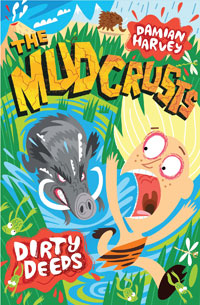 DAMIAN
HARVEY
THE
MUDCRUSTS
DIRTY
DEEDS